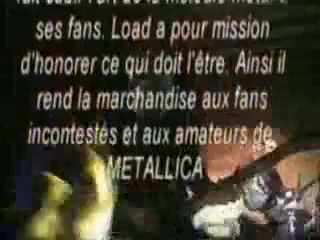 ses fans. Load a pour mission
d'honorer ce qui doit l'être. Ainsi il
rend la marchandise aux fans
incontestés et aux amateurs de
METALLICA